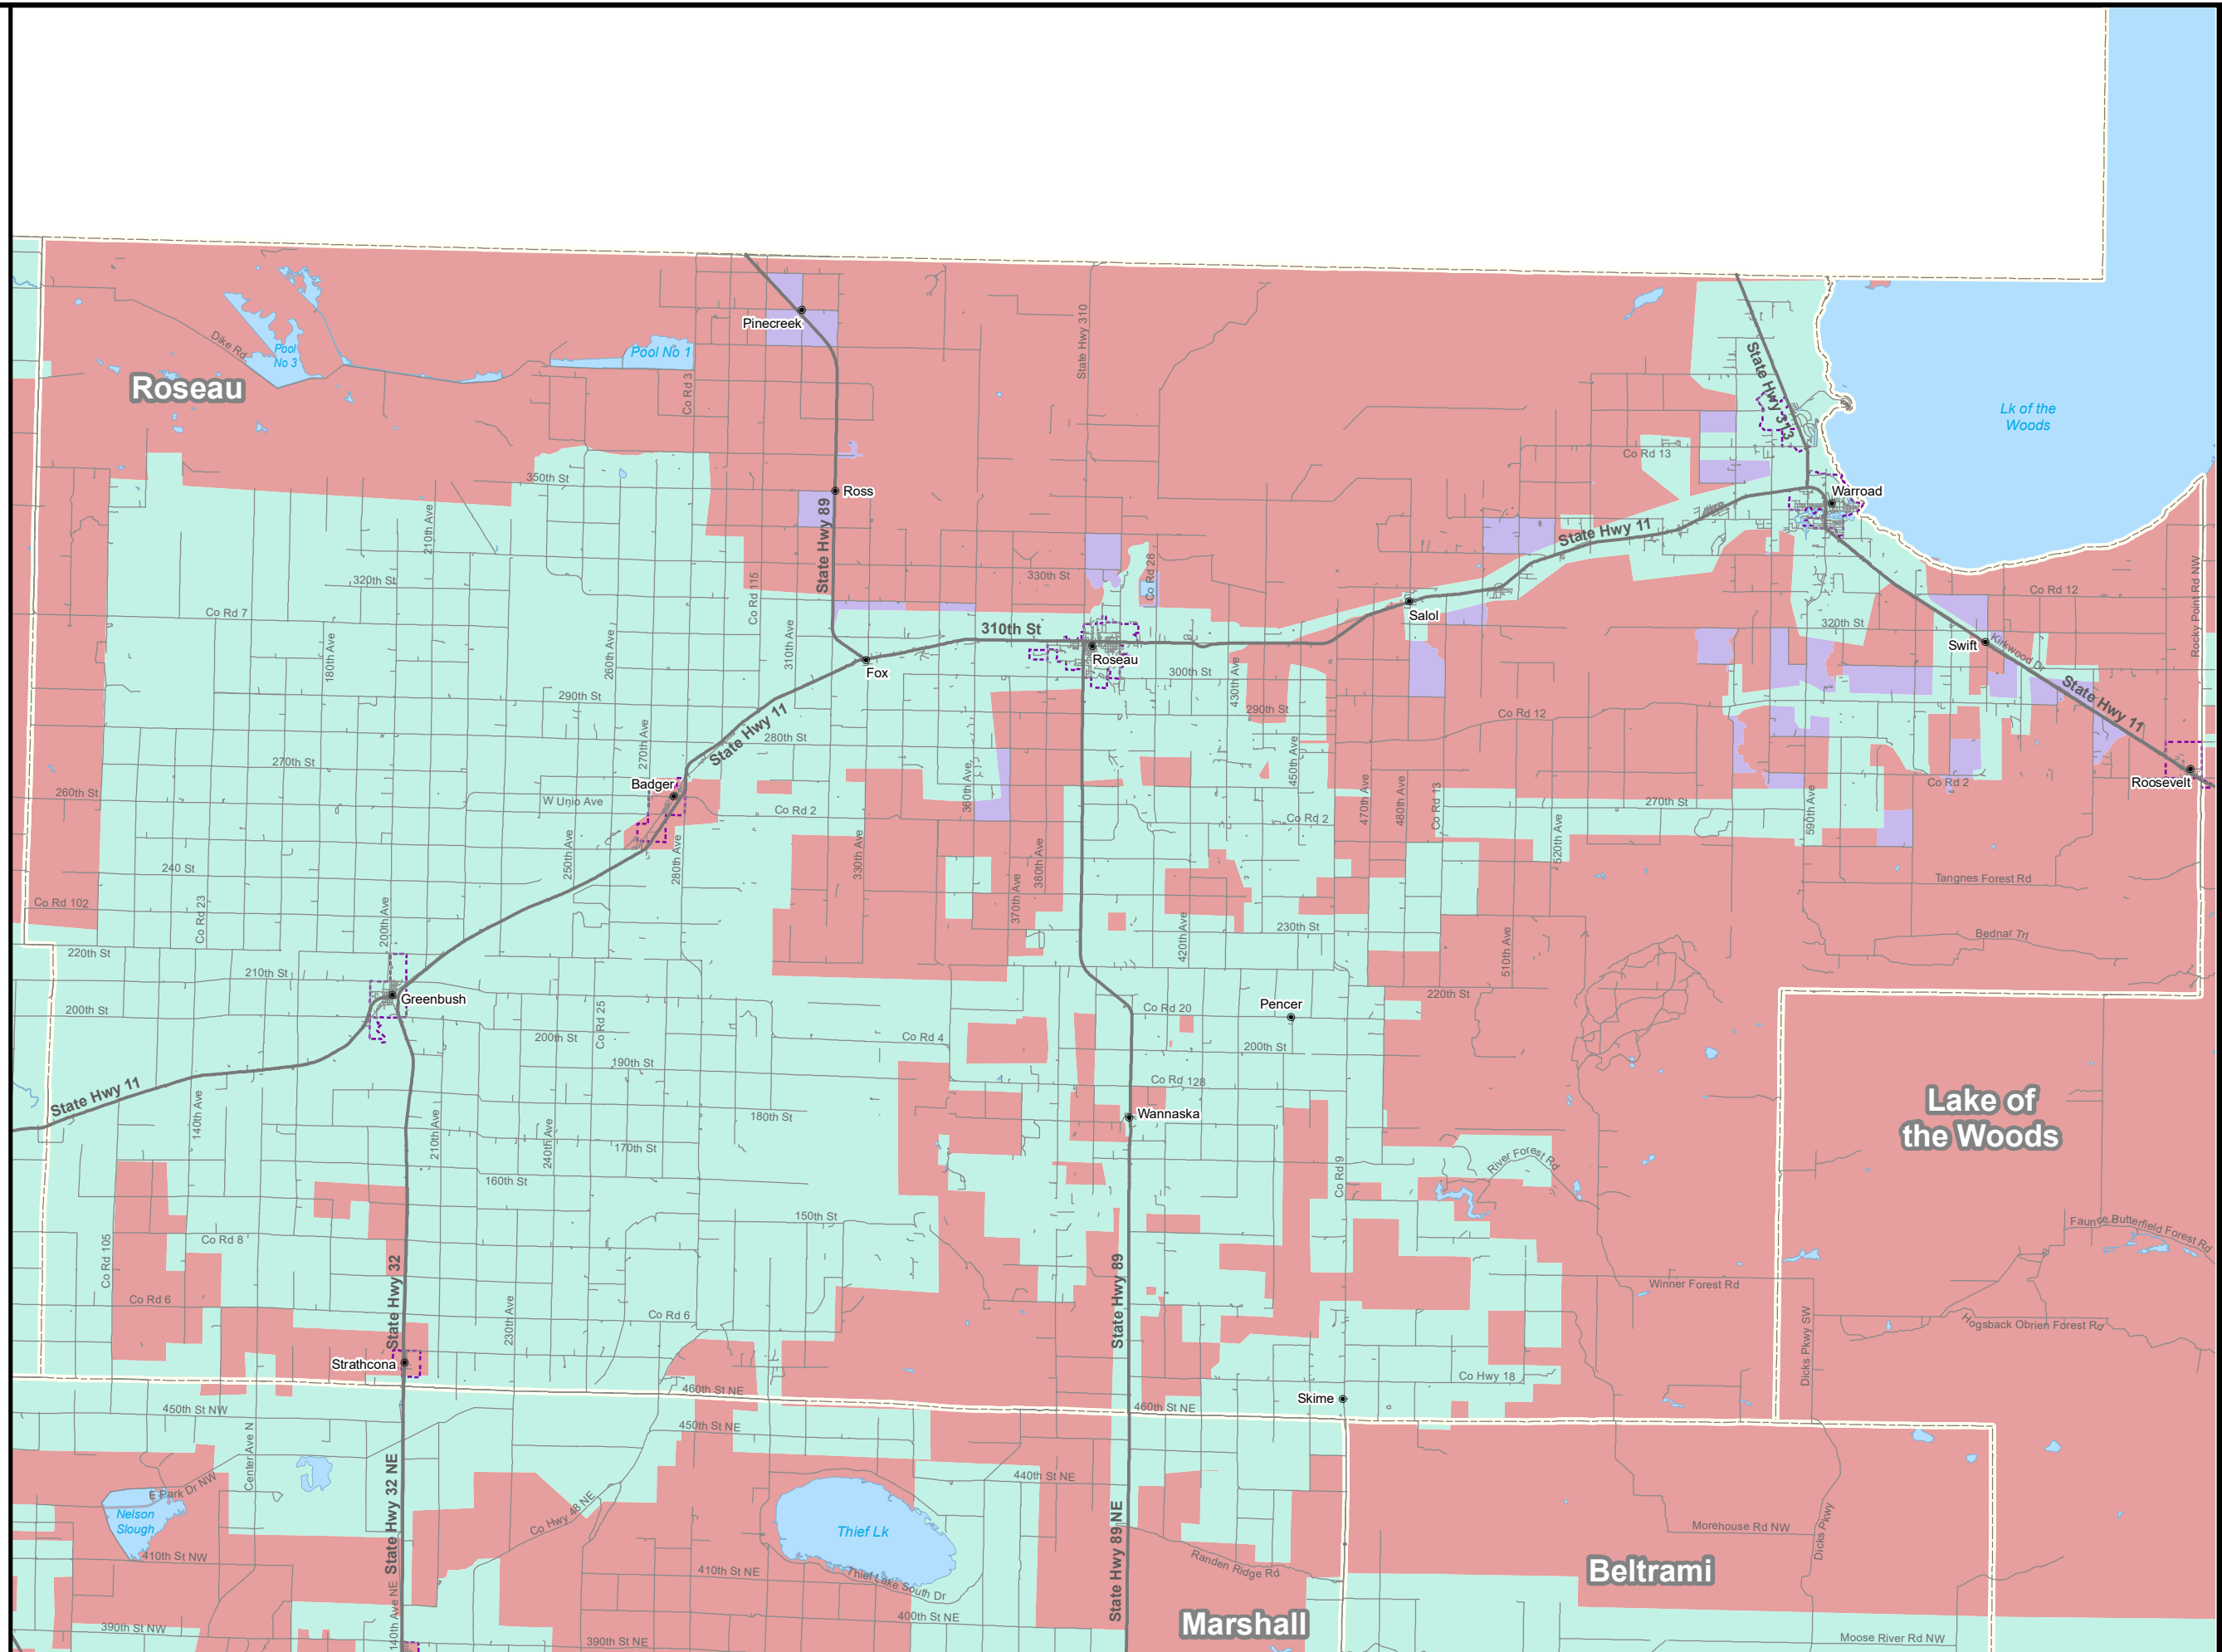 Pinecreek
State Hwy 310
Dike Rd
Pool
No 3
Pool No 1
Roseau
Co Rd 3
State Hwy 313
Lk of the
Woods
Co Rd 13
350th St
Ross
Warroad
210th Ave
State Hwy 89
State Hwy 11
320th St
Co Rd 115
330th St
Co Rd 28
Rocky Point Rd NW
Co Rd 12
Co Rd 7
180th Ave
260th Ave
310th Ave
310th St
Salol
320th St
Swift
Kirkwood Dr
Roseau
Fox
300th St
430th Ave
290th St
290th St
State Hwy 11
Co Rd 12
State Hwy 11
270th Ave
280th St
270th St
450th Ave
Badger
Roosevelt
260th St
W Unio Ave
Co Rd 2
360th Ave
Co Rd 2
470th Ave
480th Ave
Co Rd 13
270th St
590th Ave
Co Rd 2
250th Ave
280th Ave
330th Ave
380th Ave
520th Ave
240 St
Tangnes Forest Rd
Co Rd 102
Co Rd 23
200th Ave
370th Ave
420th Ave
230th St
510th Ave
Bednar Trl
220th St
210th St
Greenbush
200th St
220th St
Co Rd 20
Pencer
Co Rd 25
200th St
Co Rd 4
200th St
190th St
Co Rd 128
State Hwy 11
140th Ave
180th St
Wannaska
Lake of
the Woods
210th Ave
240th Ave
170th St
River Forest Rd
160th St
Co Rd 9
150th St
Faunce Butterfield Forest Rd
Co Rd 105
Co Rd 8
State Hwy 32
State Hwy 89
Winner Forest Rd
Co Rd 6
230th Ave
Co Rd 6
Hogsback Obrien Forest Rd
Dicks Pkwy SW
Strathcona
Co Hwy 18
460th St NE
Skime
450th St NW
Center Ave N
450th St NE
460th St NE
440th St NE
E Park Dr NW
State Hwy 32 NE
Co Hwy 48 NE
Nelson
Slough
Thief Lk
State Hwy 89 NE
Morehouse Rd NW
Dicks Pkwy
410th St NW
410th St NE
Thief Lake South Dr
Randen Ridge Rd
Beltrami
140th Ave NE
400th St NE
Marshall
390th St NW
390th St NE
Moose River Rd NW